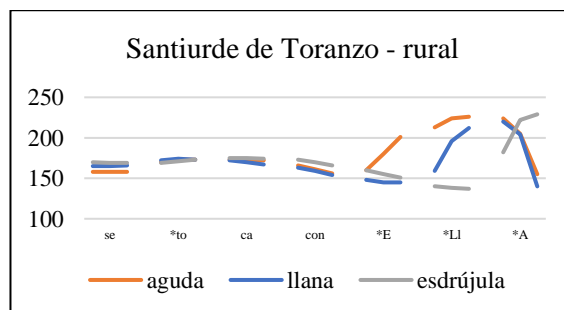 Santiurde de Toranzo - rural
250
200
150
100
se *to ca con *E *Ll *A
aguda llana esdrújula